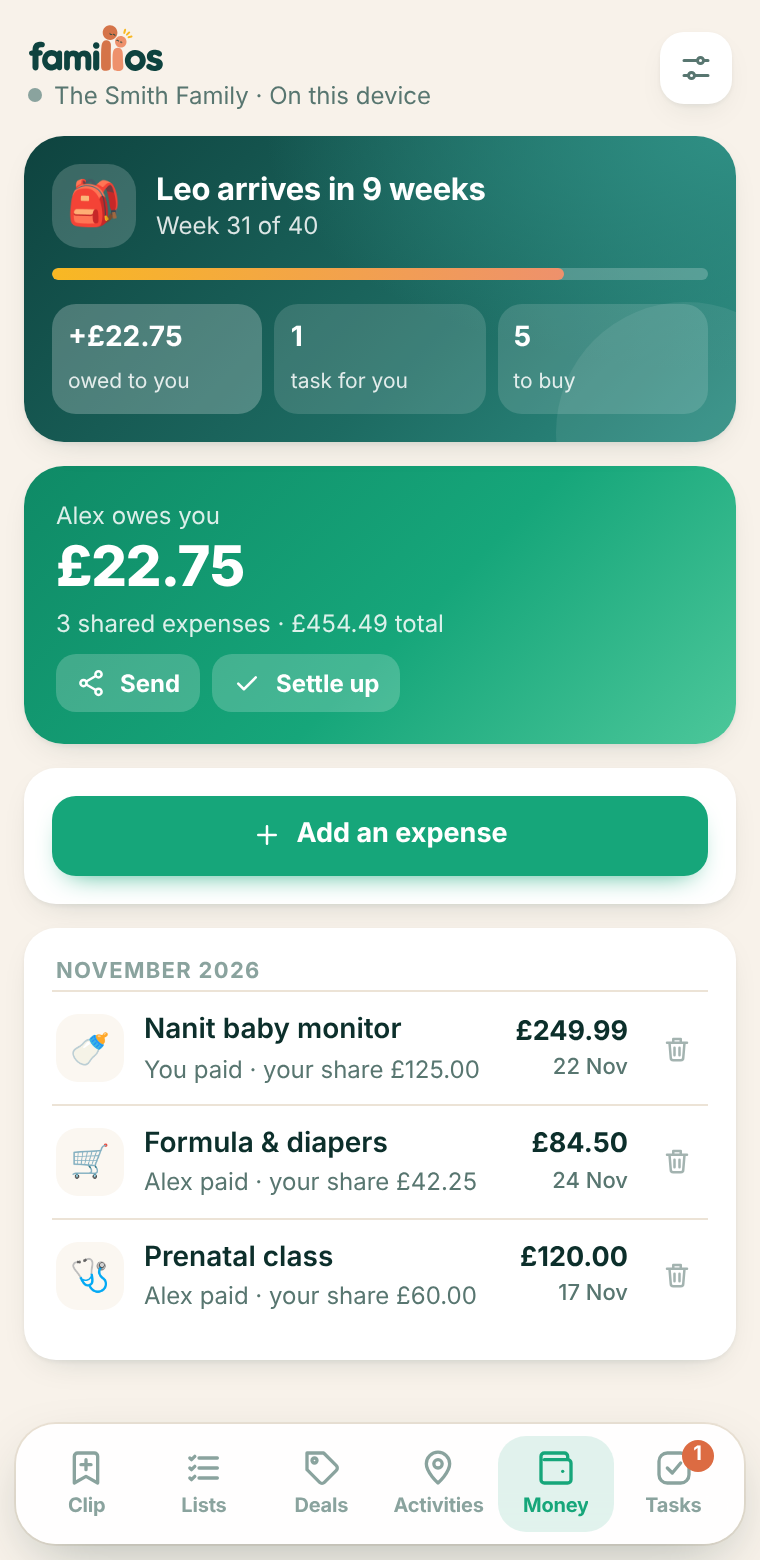 famillos
The Smith Family · On this device
Leo arrives in 9 weeks
Week 31 of 40
+£22.75
owed to you
1
task for you
5
to buy
Alex owes you
£22.75
3 shared expenses · £454.49 total
Send
Settle up
+ Add an expense
NOVEMBER 2026
Nanit baby monitor
£249.99
You paid · your share £125.00
22 Nov
Formula & diapers
£84.50
Alex paid · your share £42.25
24 Nov
Prenatal class
£120.00
Alex paid · your share £60.00
17 Nov
1
Clip
Lists
Deals
Activities
Money
Tasks